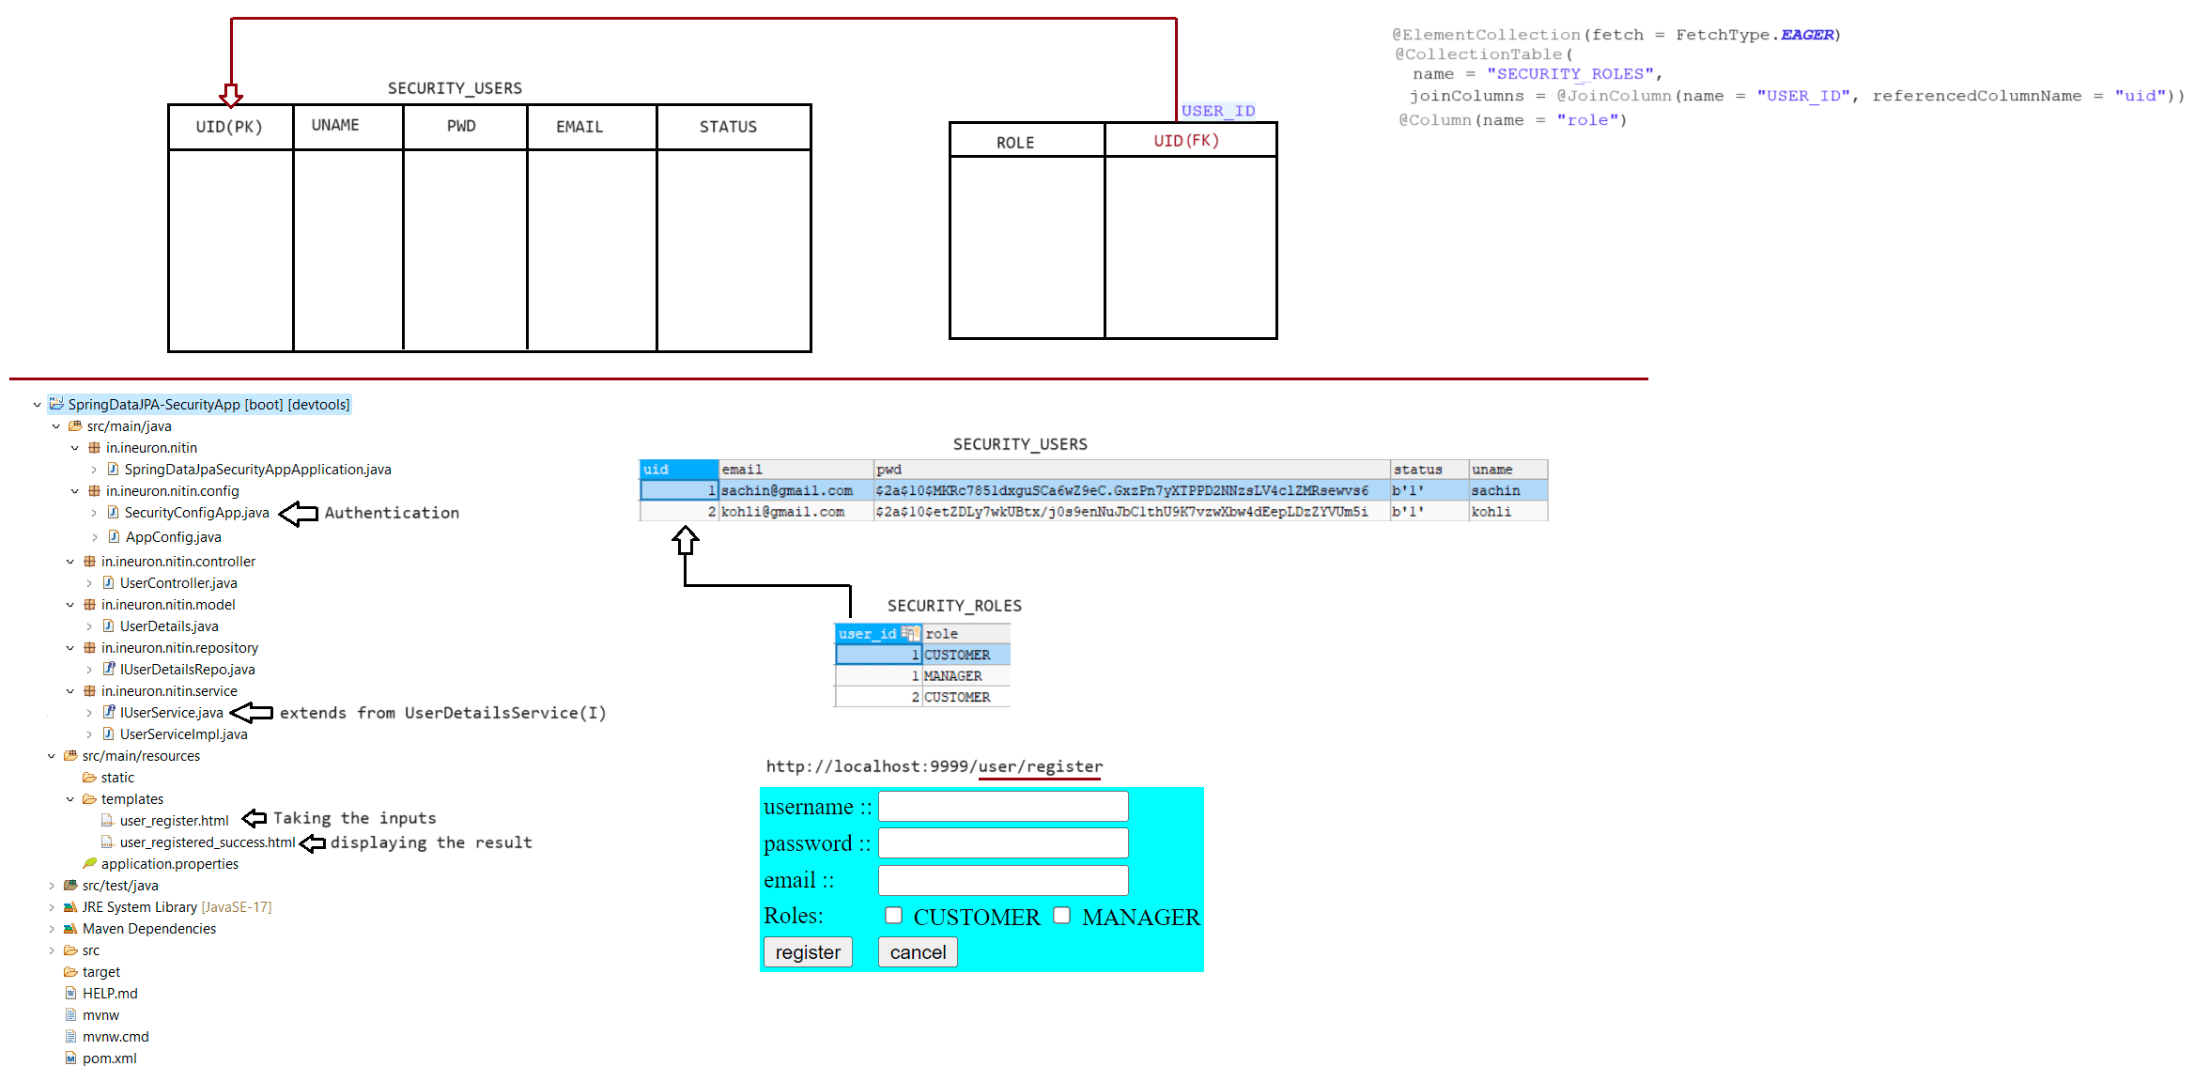 SECURITY_USERS
UID(PK) UNAME PWD EMAIL STATUS
USER_ID
ROLE UID(FK)
@ElementCollection(fetch = FetchType.EAGER)
@CollectionTable(
name = "SECURITY_ROLES",
joinColumns = @JoinColumn(name = "USER_ID", referencedColumnName = "uid"))
@Column(name = "role")
SpringDataJPA-SecurityApp [boot] [devtools]
src/main/java
in.ineuron.nitin
SpringDataJpaSecurityAppApplication.java
in.ineuron.nitin.config
SecurityConfigApp.java Authentication
AppConfig.java
in.ineuron.nitin.controller
UserController.java
in.ineuron.nitin.model
UserDetails.java
in.ineuron.nitin.repository
IUserDetailsRepo.java
in.ineuron.nitin.service
IUserService.java extends from UserDetailsService(I)
UserServiceImpl.java
src/main/resources
static
templates
user_register.html Taking the inputs
user_registered_success.html displaying the result
application.properties
src/test/java
JRE System Library [JavaSE-17]
Maven Dependencies
src
target
HELP.md
mvnw
mvnw.cmd
pom.xml
SECURITY_USERS
uid email pwd status uname
1 sachin@gmail.com $2a$10$MKRc785ldxguSCa6wZ9eC.GxzPn7yXTPPD2NNzsLV4clZMRsewvs6 b'1' sachin
2 kohli@gmail.com $2a$10$etZDLy7wkUBtx/j0s9enNuJbClthU9K7vzwXbw4dEepLDzZYVUm5i b'1' kohli
SECURITY_ROLES
user_id role
1 CUSTOMER
1 MANAGER
2 CUSTOMER
http://localhost:9999/user/register
username ::
password ::
email ::
Roles: CUSTOMER MANAGER
register cancel